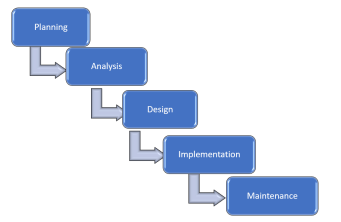 Planning
Analysis
Design
Implementation
Maintenance